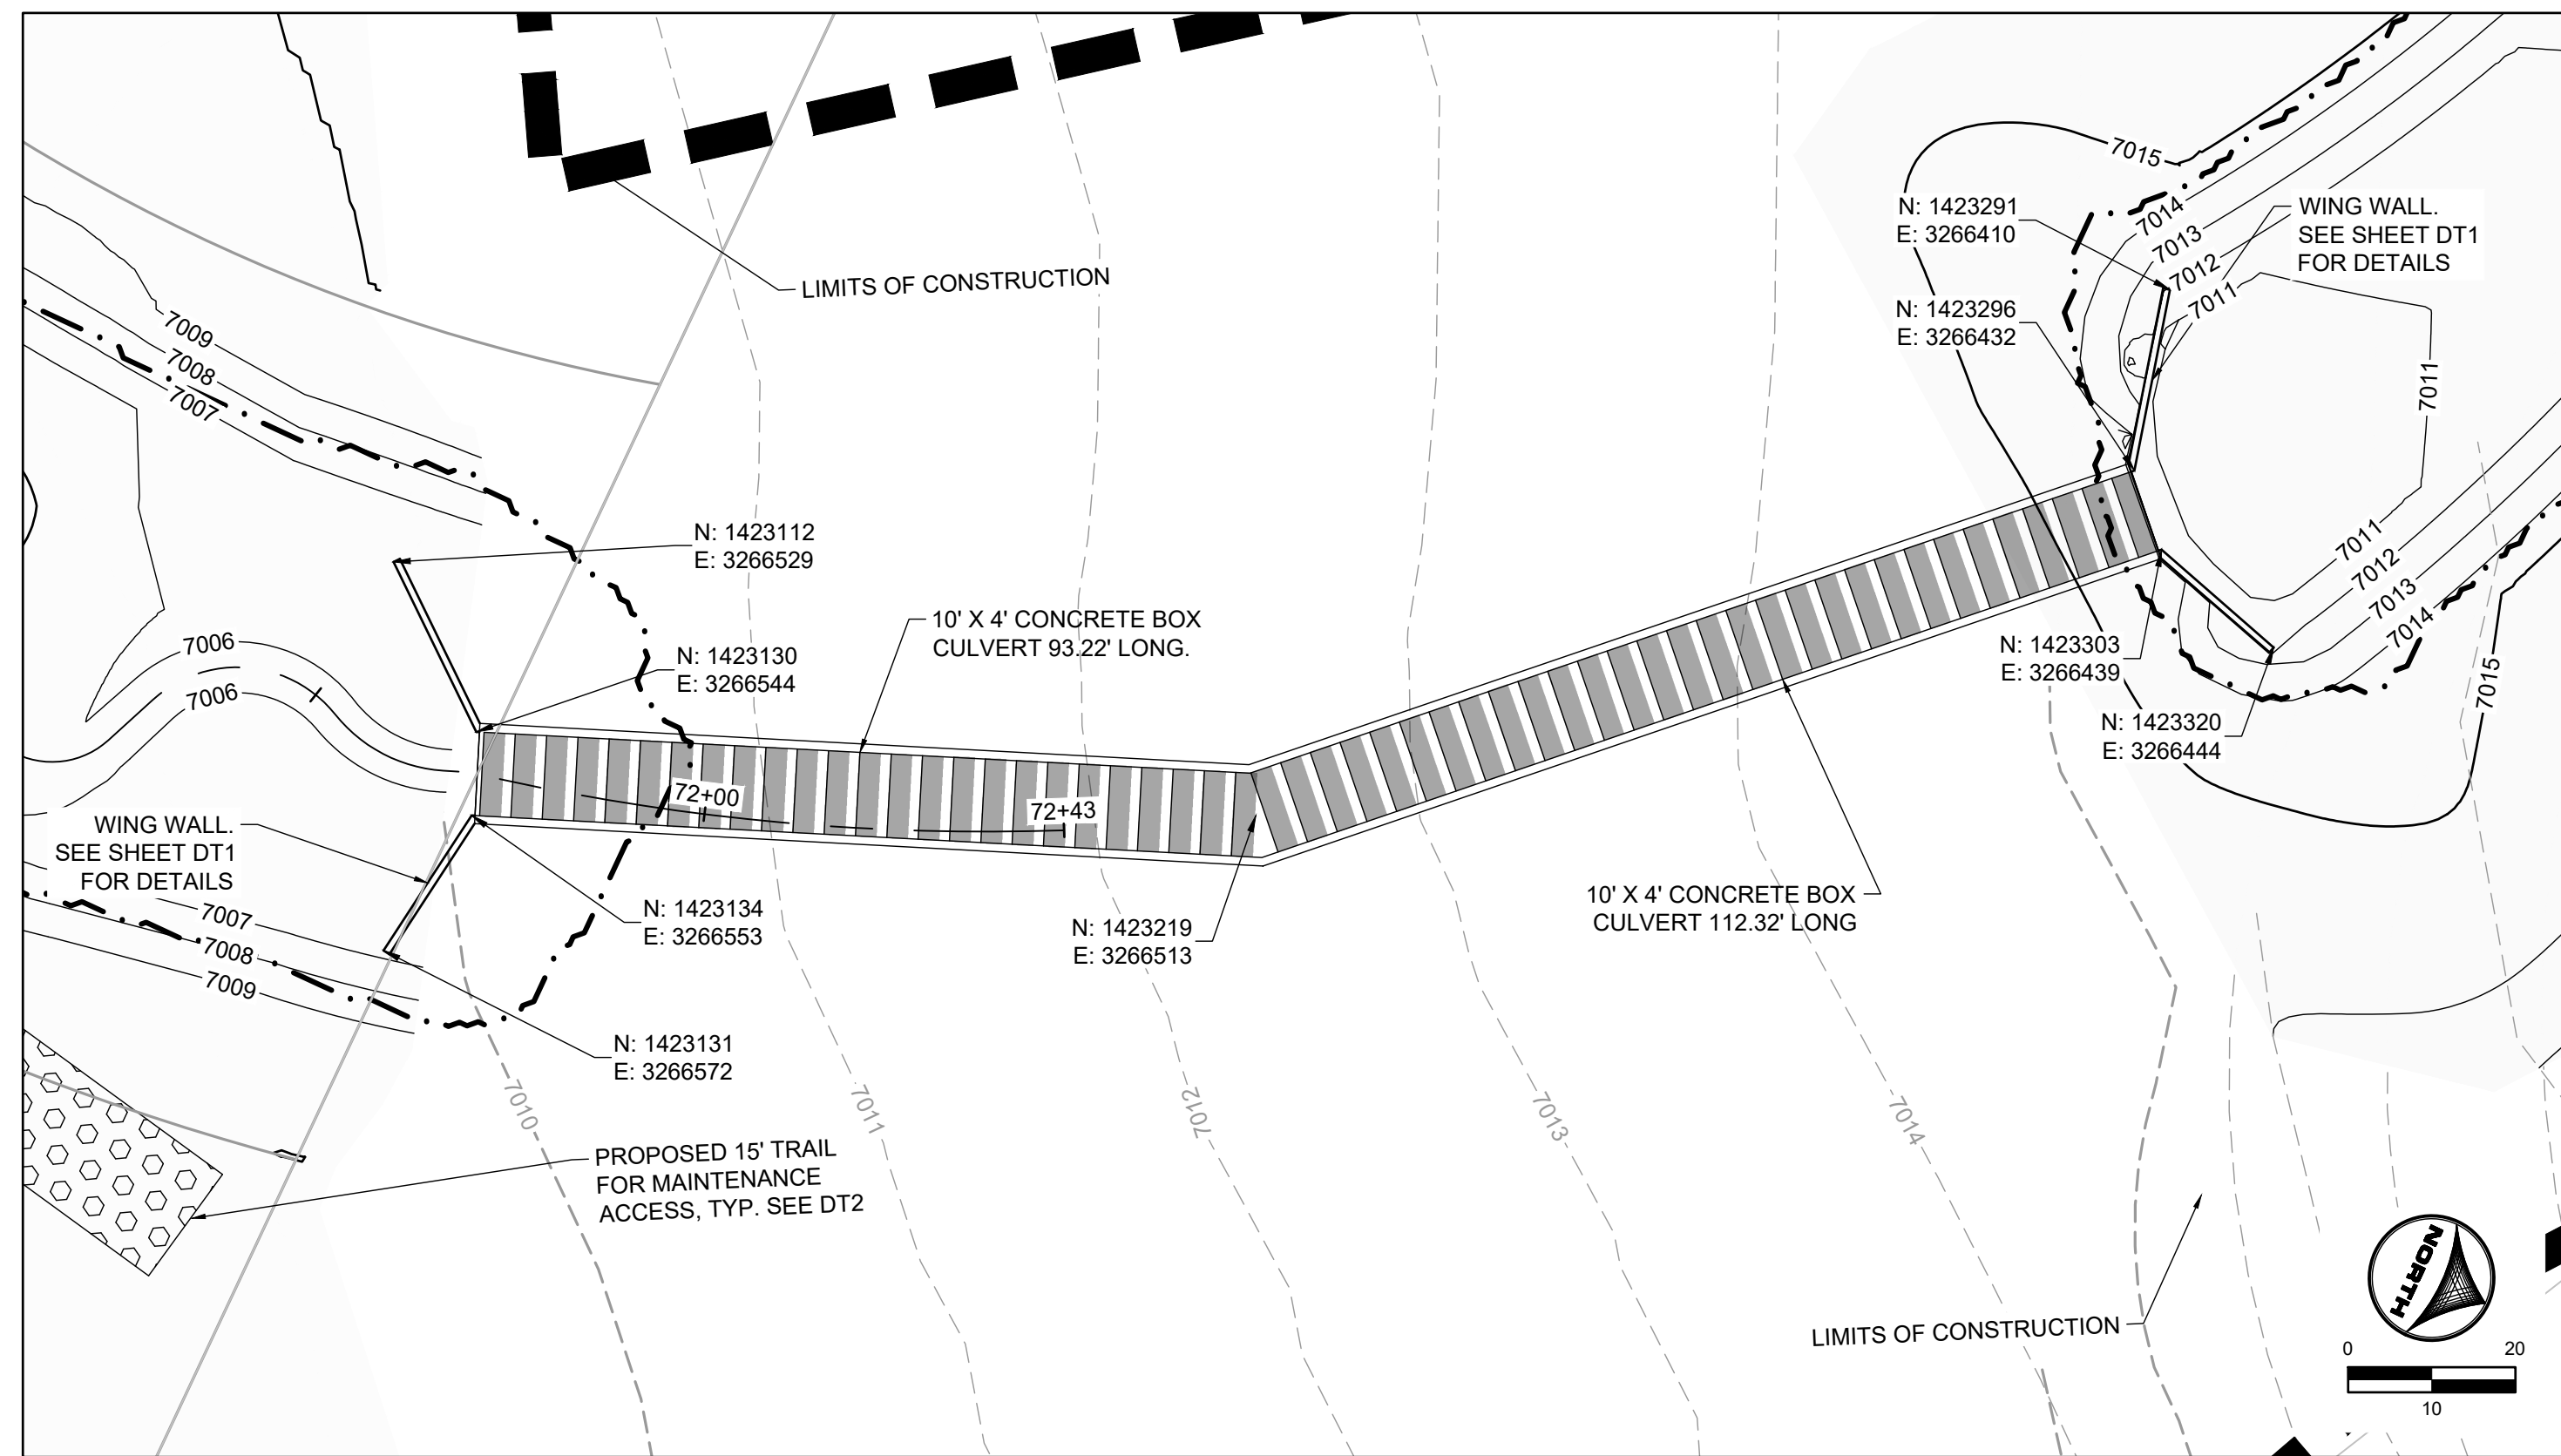 7015
N: 1423291
E: 3266410
WING WALL.
SEE SHEET DT1
FOR DETAILS
7014
7013
7012
7011
LIMITS OF CONSTRUCTION
N: 1423296
E: 3266432
7009
7008
7007
7011
N: 1423112
E: 3266529
7011
7012
7013
7014
10' X 4' CONCRETE BOX
CULVERT 93.22' LONG.
7006
7006
N: 1423130
E: 3266544
N: 1423303
E: 3266439
7015
N: 1423320
E: 3266444
72+00
72+43
WING WALL.
SEE SHEET DT1
FOR DETAILS
7007
7008
7009
N: 1423134
E: 3266553
N: 1423219
E: 3266513
10' X 4' CONCRETE BOX
CULVERT 112.32' LONG
N: 1423131
E: 3266572
7010
7011
7012
7013
7014
PROPOSED 15' TRAIL
FOR MAINTENANCE
ACCESS, TYP. SEE DT2
LIMITS OF CONSTRUCTION
NORTH
0 20
10